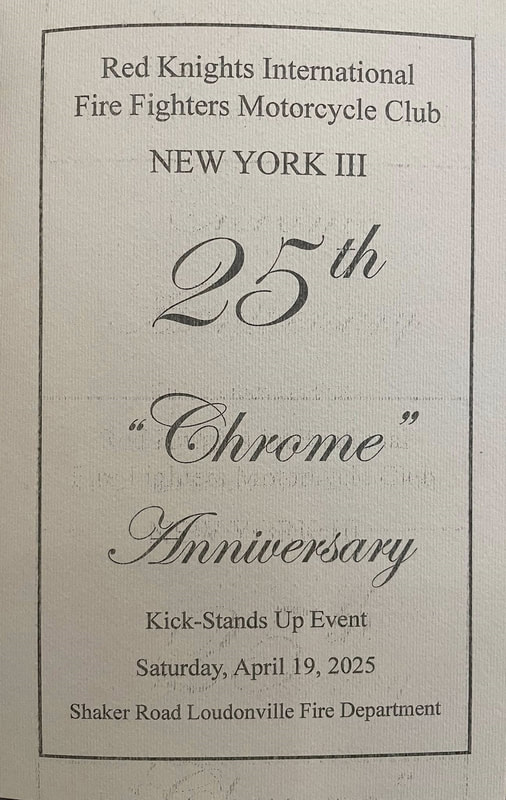 Red Knights International
Fire Fighters Motorcycle Club
NEW YORK III
25th
“Chrome”
Anniversary
Kick-Stands Up Event
Saturday, April 19, 2025
Shaker Road Loudonville Fire Department